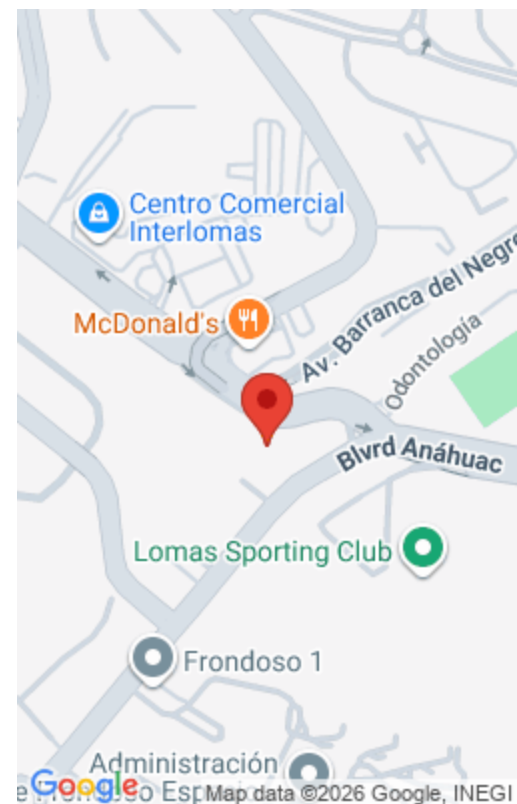 Centro Comercial
Interlomas
McDonald's
Av. Barranca del Negro
Odontología
Blvrd Anáhuac
Lomas Sporting Club
Frondoso 1
Administración
Google
Map data ©2026 Google, INEGI